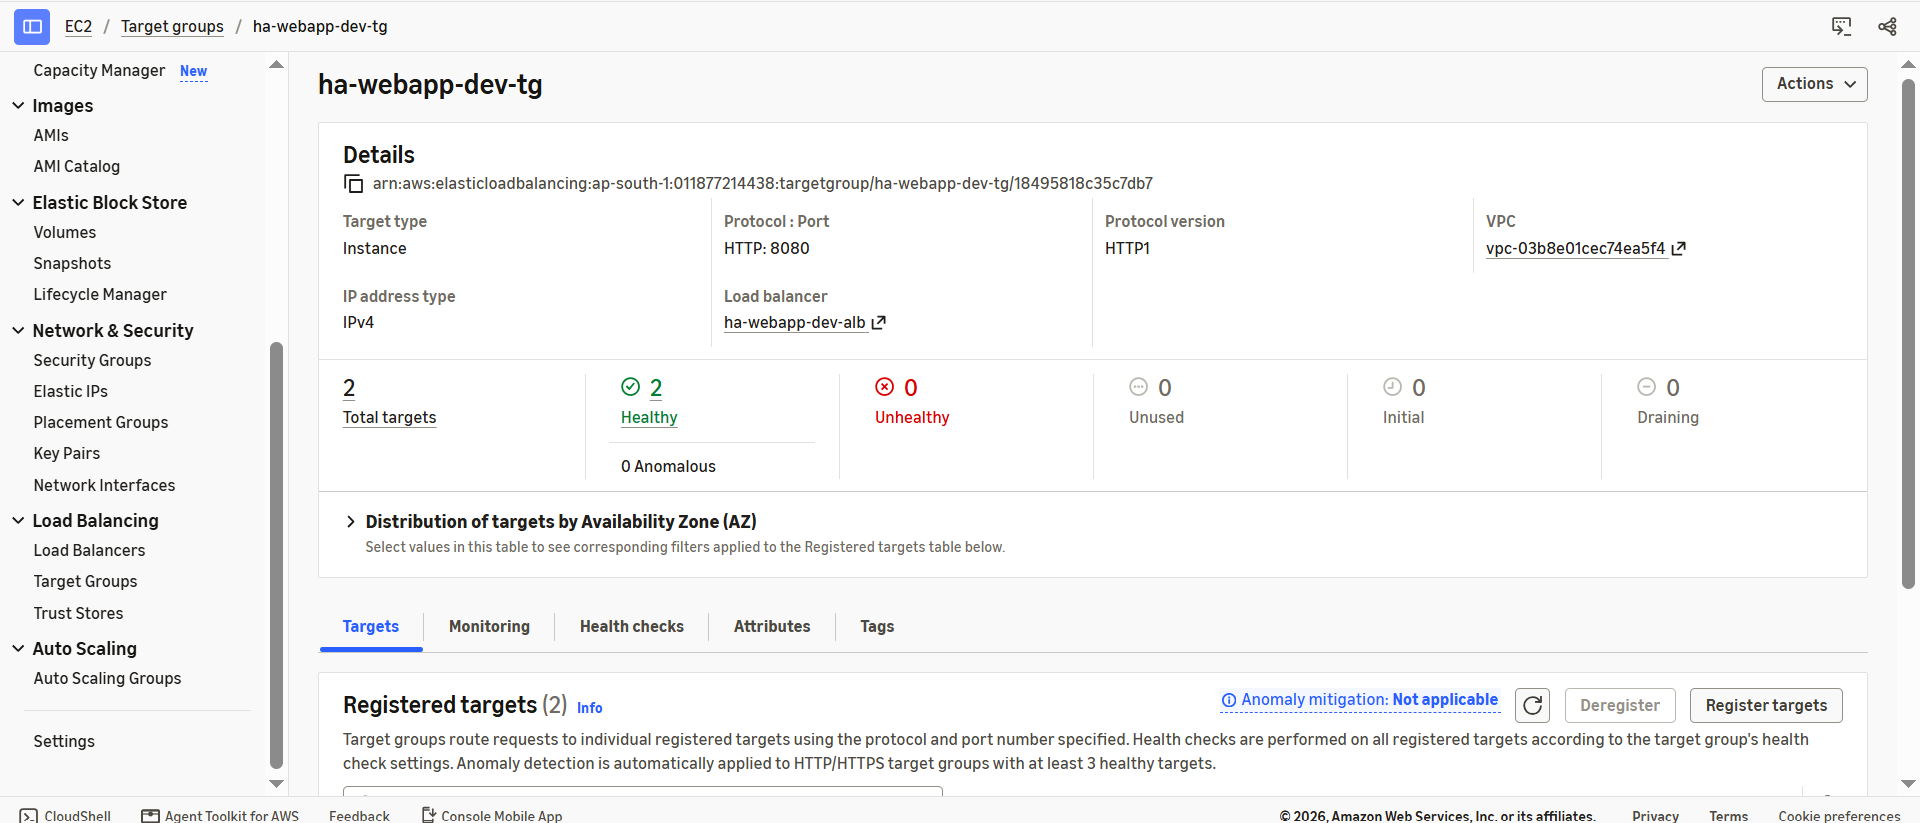 EC2 / Target groups / ha-webapp-dev-tg
Capacity Manager New
Images
AMIs
AMI Catalog
Elastic Block Store
Volumes
Snapshots
Lifecycle Manager
Network & Security
Security Groups
Elastic IPs
Placement Groups
Key Pairs
Network Interfaces
Load Balancing
Load Balancers
Target Groups
Trust Stores
Auto Scaling
Auto Scaling Groups
Settings
ha-webapp-dev-tg
Actions
Details
arn:aws:elasticloadbalancing:ap-south-1:011877214438:targetgroup/ha-webapp-dev-tg/18495818c35c7db7
Target type
Instance
Protocol : Port
HTTP: 8080
Protocol version
HTTP1
VPC
vpc-03b8e01cec74ea5f4
IP address type
IPv4
Load balancer
ha-webapp-dev-alb
2
Total targets
2
Healthy
0 Anomalous
0
Unhealthy
0
Unused
0
Initial
0
Draining
Distribution of targets by Availability Zone (AZ)
Select values in this table to see corresponding filters applied to the Registered targets table below.
Targets
Monitoring
Health checks
Attributes
Tags
Registered targets (2) Info
Anomaly mitigation: Not applicable
Deregister
Register targets
Target groups route requests to individual registered targets using the protocol and port number specified. Health checks are performed on all registered targets according to the target group's health
check settings. Anomaly detection is automatically applied to HTTP/HTTPS target groups with at least 3 healthy targets.
CloudShell
Agent Toolkit for AWS
Feedback
Console Mobile App
© 2026, Amazon Web Services, Inc. or its affiliates.
Privacy
Terms
Cookie preferences